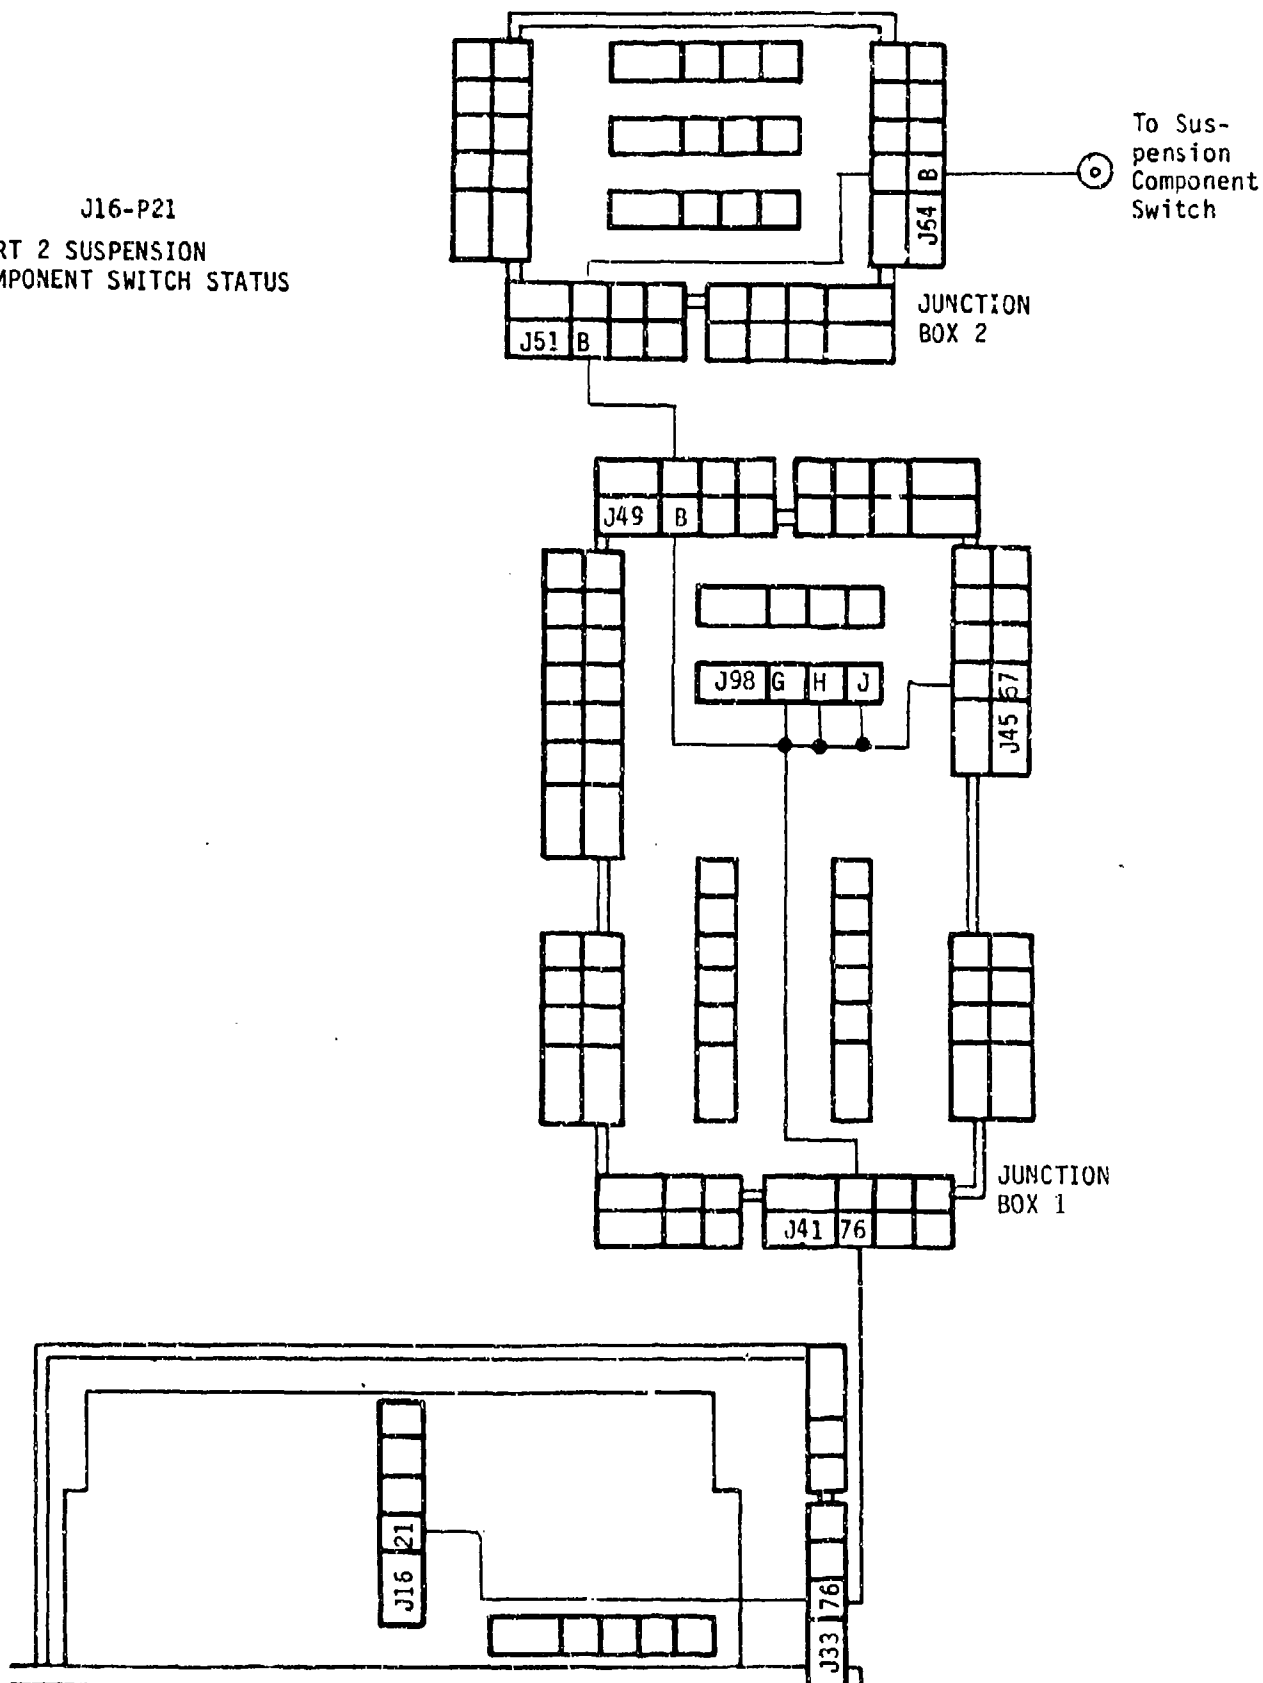 To Sus-
pension
Component
Switch
J16-P21
RT 2 SUSPENSION
MPONENT SWITCH STATUS
B
J54
JUNCTION
BOX 2
J51 B
J49 B
J98 G H J
67
J45
JUNCTION
BOX 1
J41 76
21
J16
76
J33